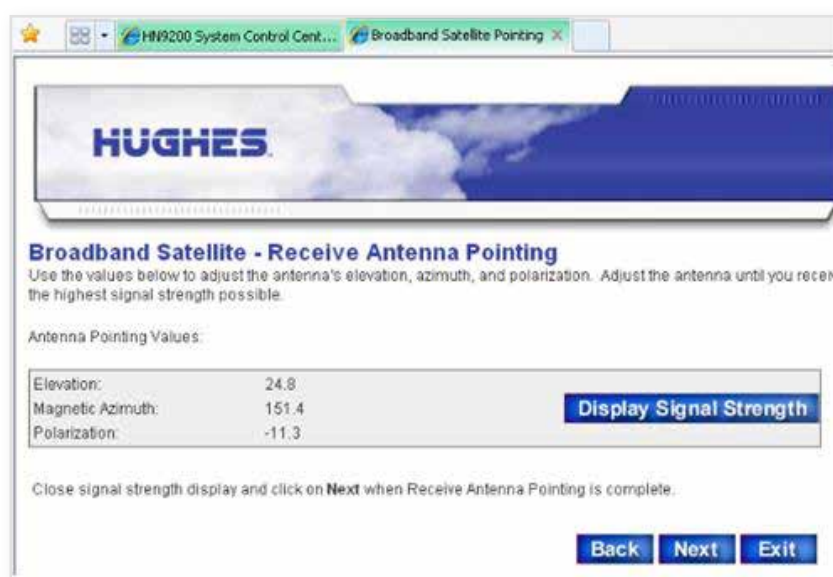 HN9200 System Control Cent...
Broadband Satellite Pointing
HUGHES.
Broadband Satellite - Receive Antenna Pointing
Use the values below to adjust the antenna's elevation, azimuth, and polarization. Adjust the antenna until you recei
the highest signal strength possible.
Antenna Pointing Values:
Elevation: 24.8
Magnetic Azimuth: 151.4
Display Signal Strength
Polarization: -11.3
Close signal strength display and click on Next when Receive Antenna Pointing is complete.
Back Next Exit